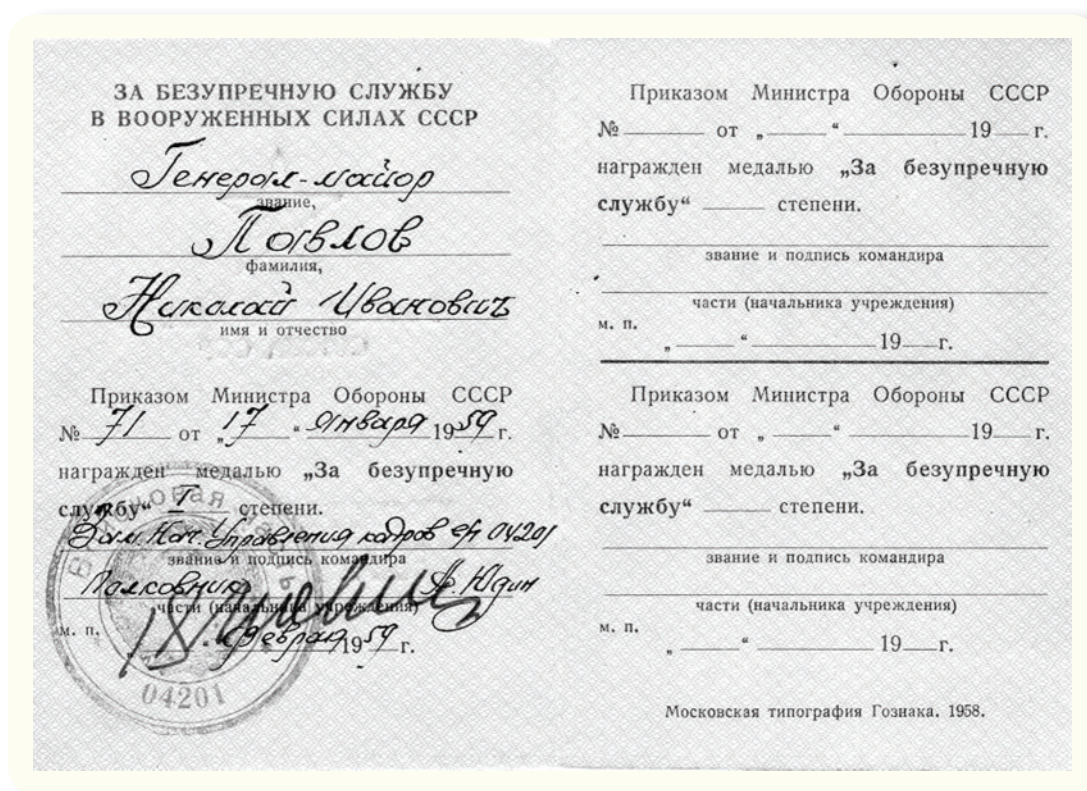 ЗА БЕЗУПРЕЧНУЮ СЛУЖБУ
В ВООРУЖЕННЫХ СИЛАХ СССР
Генерал-майор
звание,
Павлов
фамилия,
Николай Иванович
имя и отчество
Приказом Министра Обороны СССР
№ 71 от „17“ января 1959 г.
награжден медалью „За безупречную
службу“ I степени.
Зам. Нач. Управления кадров в/ч 04201
звание и подпись командира
Полковник Юдин
части (начальника учреждения)
м. п. „18“ февраля 1959 г.
Войсковая часть
04201
Приказом Министра Обороны СССР
№ от „ “ 19 г.
награжден медалью „За безупречную
службу“ степени.
звание и подпись командира
части (начальника учреждения)
м. п.
„ “ 19 г.
Приказом Министра Обороны СССР
№ от „ “ 19 г.
награжден медалью „За безупречную
службу“ степени.
звание и подпись командира
части (начальника учреждения)
м. п.
„ “ 19 г.
Московская типография Гознака. 1958.